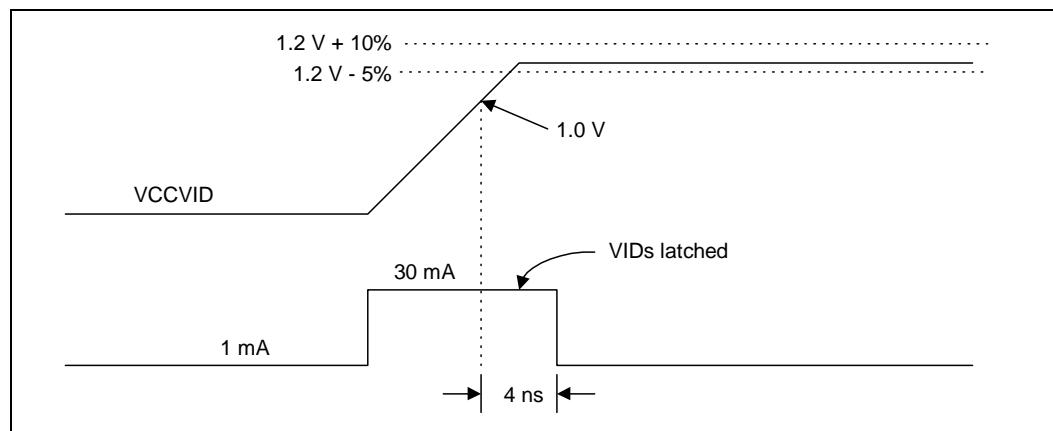 1.2 V + 10%
1.2 V - 5%
1.0 V
VCCVID
VIDs latched
30 mA
1 mA
4 ns